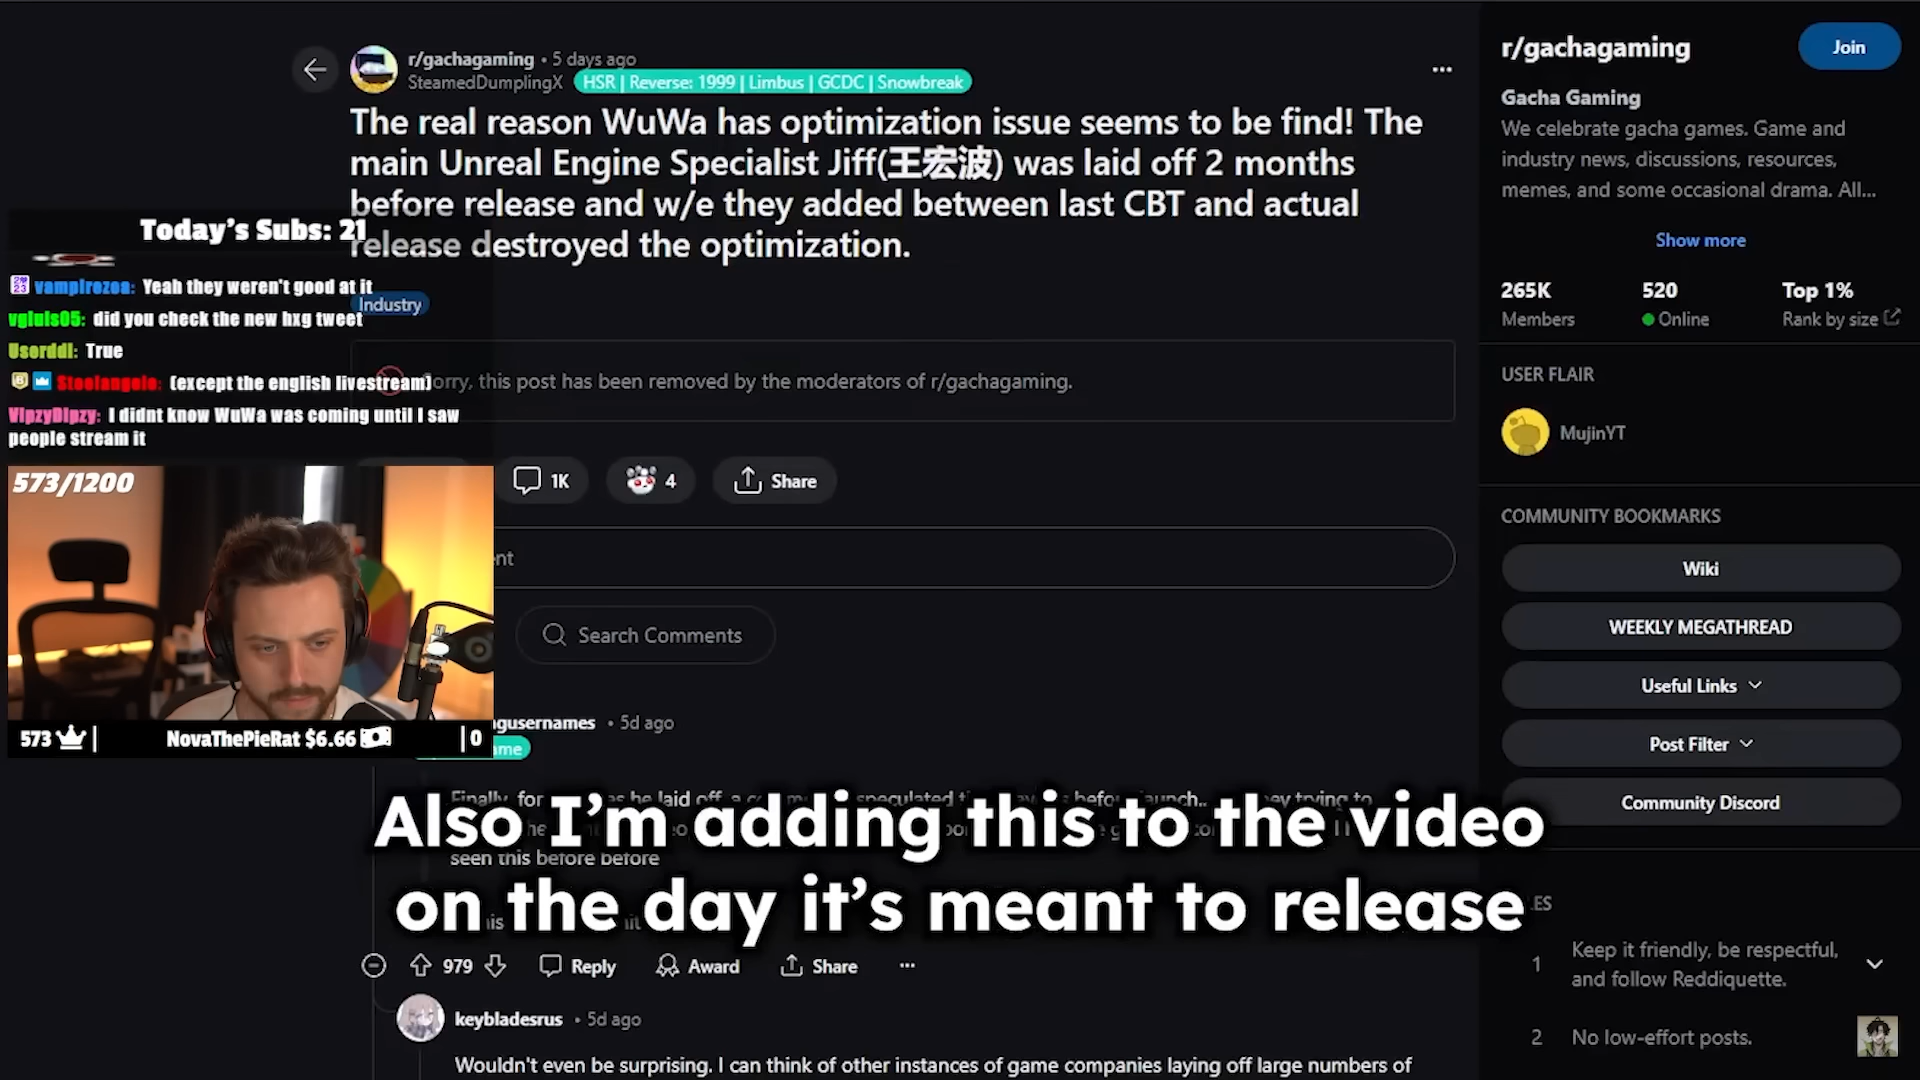 r/gachagaming • 5 days ago
SteamedDumplingX HSR | Reverse: 1999 | Limbus | GCDC | Snowbreak
The real reason WuWa has optimization issue seems to be find! The
main Unreal Engine Specialist Jiff(王宏波) was laid off 2 months
before release and w/e they added between last CBT and actual
release destroyed the optimization.
Industry
orry, this post has been removed by the moderators of r/gachagaming.
1K
4
Share
nt
Search Comments
Today's Subs: 21
vampirezoa: Yeah they weren't good at it
vgluis05: did you check the new hxg tweet
Userddl: True
(except the english livestream)
VipzyDipzy: I didnt know WuWa was coming until I saw
people stream it
573/1200
573
NovaThePieRat $6.66
0
gusernames • 5d ago
me
Also I'm adding this to the video
on the day it's meant to release
seen this before before
979
Reply
Award
Share
keybladesrus • 5d ago
Wouldn't even be surprising. I can think of other instances of game companies laying off large numbers of
r/gachagaming
Join
Gacha Gaming
We celebrate gacha games. Game and
industry news, discussions, resources,
memes, and some occasional drama. All...
Show more
265K
Members
520
Online
Top 1%
Rank by size
USER FLAIR
MujinYT
COMMUNITY BOOKMARKS
Wiki
WEEKLY MEGATHREAD
Useful Links
Post Filter
Community Discord
ES
1 Keep it friendly, be respectful,
and follow Reddiquette.
2 No low-effort posts.